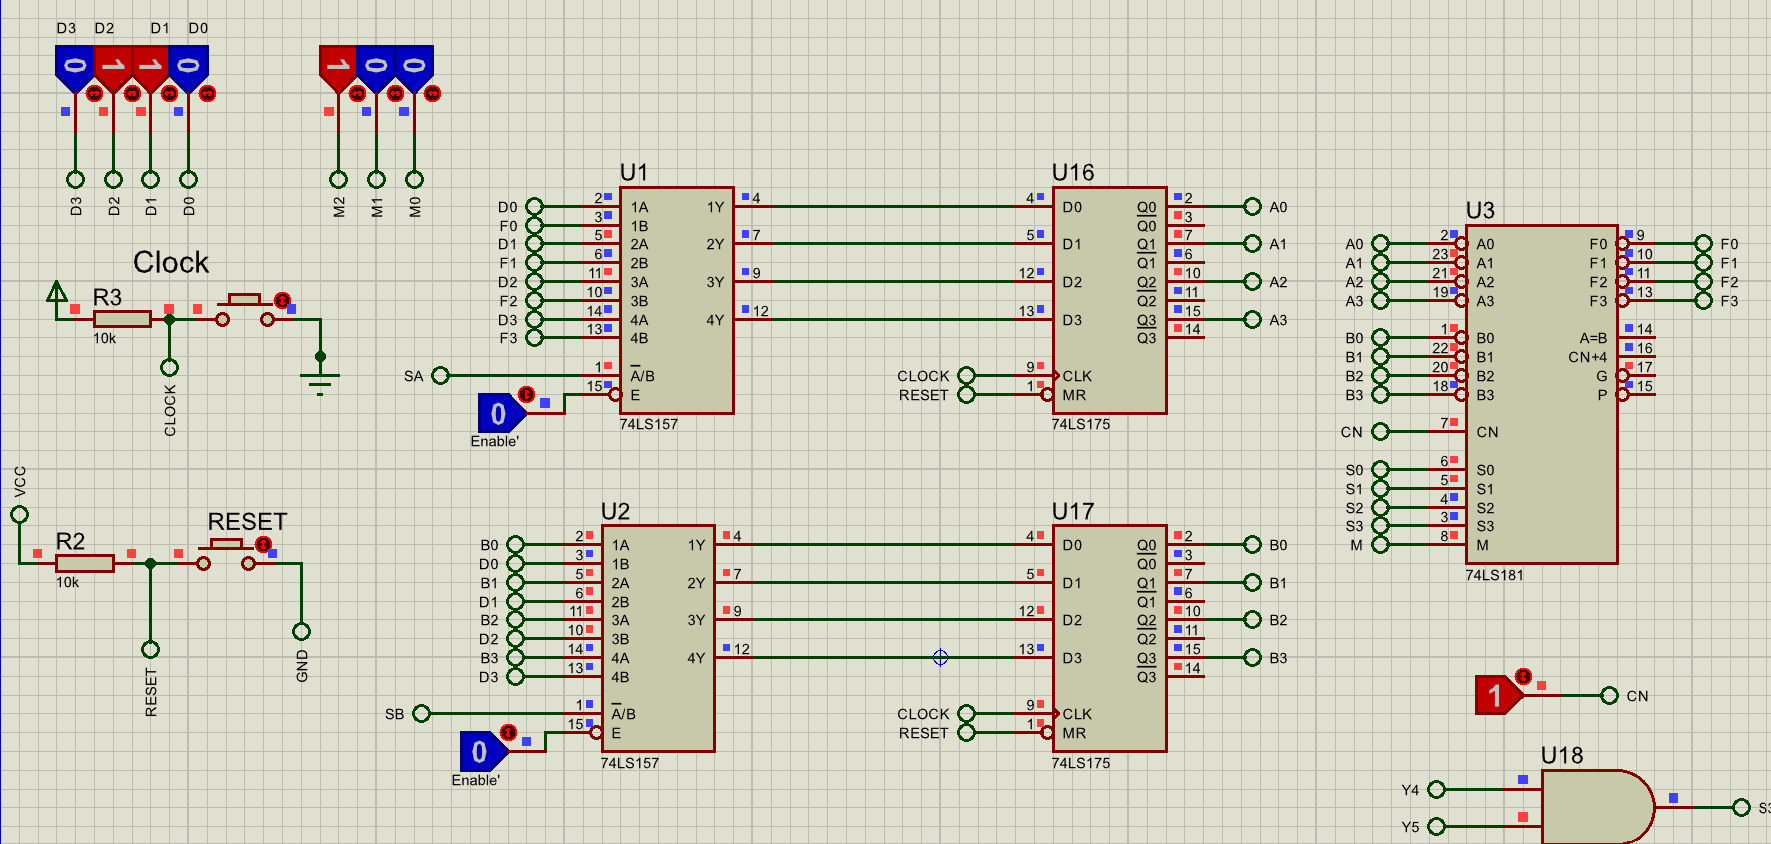 D3 D2 D1 D0
0 1 1 0
1 0 0
D3 D2 D1 D0
M2 M1 M0
Clock
R3
10k
CLOCK
VCC
R2
10k
RESET
RESET
GND
U1
D0 2 1A 1Y 4
F0 3 1B
D1 5 2A 2Y 7
F1 6 2B
D2 11 3A 3Y 9
F2 10 3B
D3 14 4A 4Y 12
F3 13 4B
SA 1 A/B
15 E
0
Enable'
74LS157
U16
4 D0 Q0 2 A0
Q0 3
5 D1 Q1 7 A1
Q1 6
12 D2 Q2 10 A2
Q2 11
13 D3 Q3 15 A3
Q3 14
CLOCK 9 CLK
RESET 1 MR
74LS175
U3
A0 2 A0 F0 9 F0
A1 23 A1 F1 10 F1
A2 21 A2 F2 11 F2
A3 19 A3 F3 13 F3
B0 1 B0 A=B 14
B1 22 B1 CN+4 16
B2 20 B2 G 17
B3 18 B3 P 15
CN 7 CN
S0 6 S0
S1 5 S1
S2 4 S2
S3 3 S3
M 8 M
74LS181
U2
B0 2 1A 1Y 4
D0 3 1B
B1 5 2A 2Y 7
D1 6 2B
B2 11 3A 3Y 9
D2 10 3B
B3 14 4A 4Y 12
D3 13 4B
SB 1 A/B
15 E
0
Enable'
74LS157
U17
4 D0 Q0 2 B0
Q0 3
5 D1 Q1 7 B1
Q1 6
12 D2 Q2 10 B2
Q2 11
13 D3 Q3 15 B3
Q3 14
CLOCK 9 CLK
RESET 1 MR
74LS175
1 CN
U18
Y4
Y5